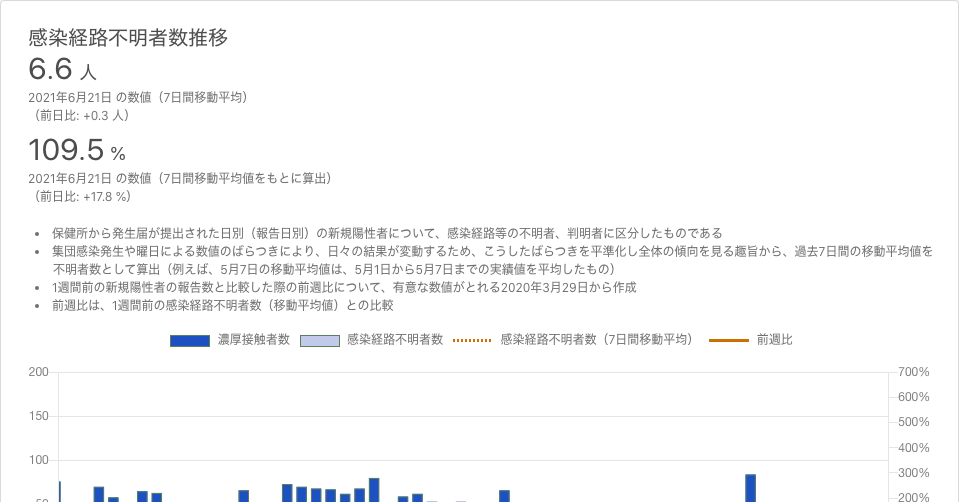 感染経路不明者数推移
6.6 人
2021年6月21日 の数値（7日間移動平均）
（前日比: +0.3 人）
109.5 %
2021年6月21日 の数値（7日間移動平均値をもとに算出）
（前日比: +17.8 %）
• 保健所から発生届が提出された日別（報告日別）の新規陽性者について、感染経路等の不明者、判明者に区分したものである
• 集団感染発生や曜日による数値のばらつきにより、日々の結果が変動するため、こうしたばらつきを平準化し全体の傾向を見る趣旨から、過去7日間の移動平均値を
不明者数として算出（例えば、5月7日の移動平均値は、5月1日から5月7日までの実績値を平均したもの）
• 1週間前の新規陽性者の報告数と比較した際の前週比について、有意な数値がとれる2020年3月29日から作成
• 前週比は、1週間前の感染経路不明者数（移動平均値）との比較
濃厚接触者数 感染経路不明者数 感染経路不明者数（7日間移動平均） 前週比
200 700%
600%
150 500%
400%
100 300%
50 200%